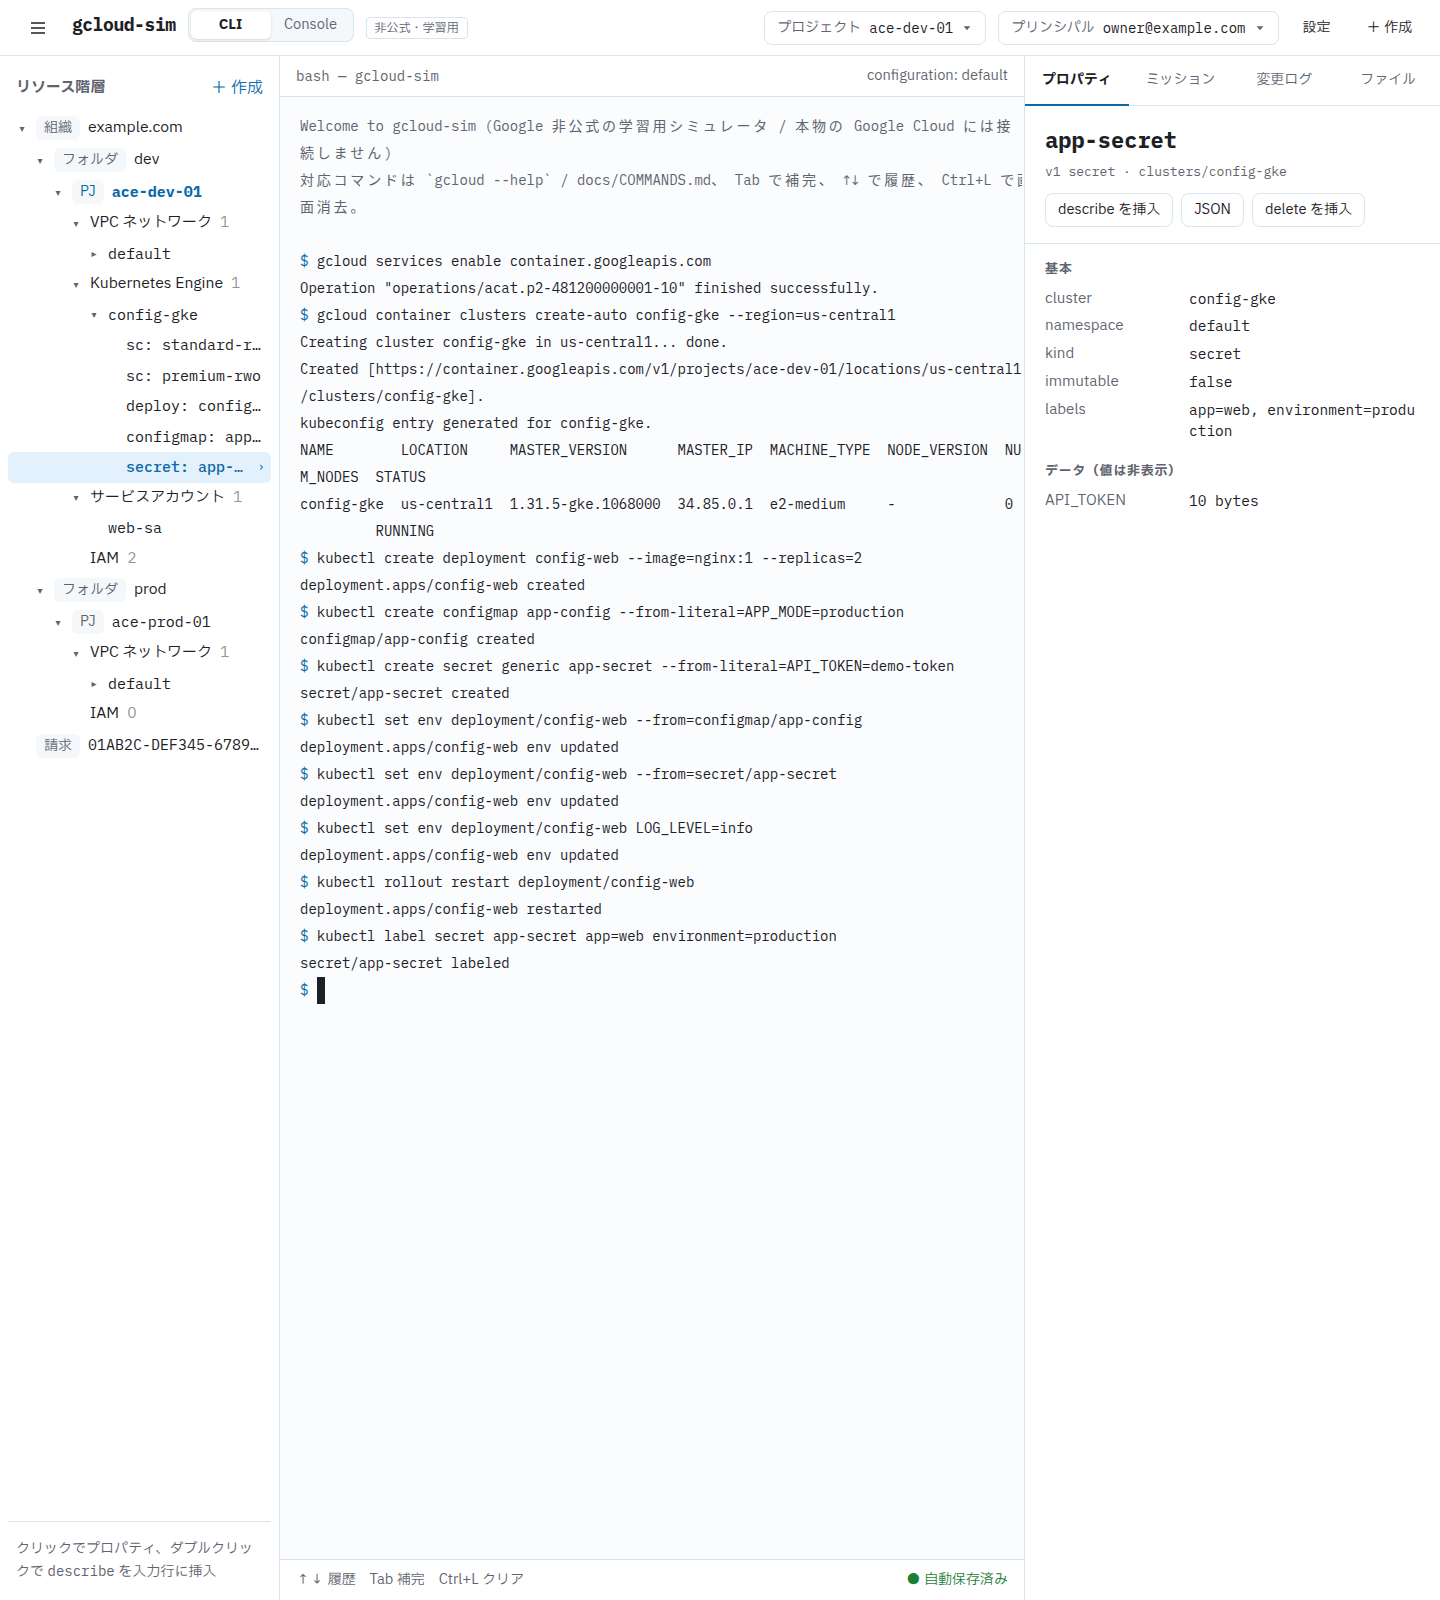 gcloud-sim CLI Console 非公式・学習用 プロジェクト ace-dev-01 プリンシパル owner@example.com 設定 ＋ 作成
リソース階層 ＋ 作成
組織 example.com
フォルダ dev
PJ ace-dev-01
VPC ネットワーク 1
default
Kubernetes Engine 1
config-gke
sc: standard-r…
sc: premium-rwo
deploy: config…
configmap: app…
secret: app-… ›
サービスアカウント 1
web-sa
IAM 2
フォルダ prod
PJ ace-prod-01
VPC ネットワーク 1
default
IAM 0
請求 01AB2C-DEF345-6789…
クリックでプロパティ、ダブルクリッ
クで describe を入力行に挿入
bash — gcloud-sim configuration: default
Welcome to gcloud-sim (Google 非公式の学習用シミュレータ / 本物の Google Cloud には接
続しません)
対応コマンドは `gcloud --help` / docs/COMMANDS.md、 Tab で補完、 ↑↓ で履歴、 Ctrl+L で画
面消去。
$ gcloud services enable container.googleapis.com
Operation "operations/acat.p2-481200000001-10" finished successfully.
$ gcloud container clusters create-auto config-gke --region=us-central1
Creating cluster config-gke in us-central1... done.
Created [https://container.googleapis.com/v1/projects/ace-dev-01/locations/us-central1
/clusters/config-gke].
kubeconfig entry generated for config-gke.
NAME LOCATION MASTER_VERSION MASTER_IP MACHINE_TYPE NODE_VERSION NU
M_NODES STATUS
config-gke us-central1 1.31.5-gke.1068000 34.85.0.1 e2-medium - 0
RUNNING
$ kubectl create deployment config-web --image=nginx:1 --replicas=2
deployment.apps/config-web created
$ kubectl create configmap app-config --from-literal=APP_MODE=production
configmap/app-config created
$ kubectl create secret generic app-secret --from-literal=API_TOKEN=demo-token
secret/app-secret created
$ kubectl set env deployment/config-web --from=configmap/app-config
deployment.apps/config-web env updated
$ kubectl set env deployment/config-web --from=secret/app-secret
deployment.apps/config-web env updated
$ kubectl set env deployment/config-web LOG_LEVEL=info
deployment.apps/config-web env updated
$ kubectl rollout restart deployment/config-web
deployment.apps/config-web restarted
$ kubectl label secret app-secret app=web environment=production
secret/app-secret labeled
$
↑↓ 履歴 Tab 補完 Ctrl+L クリア ● 自動保存済み
プロパティ ミッション 変更ログ ファイル
app-secret
v1 secret · clusters/config-gke
describe を挿入 JSON delete を挿入
基本
cluster config-gke
namespace default
kind secret
immutable false
labels app=web, environment=produ
ction
データ（値は非表示）
API_TOKEN 10 bytes